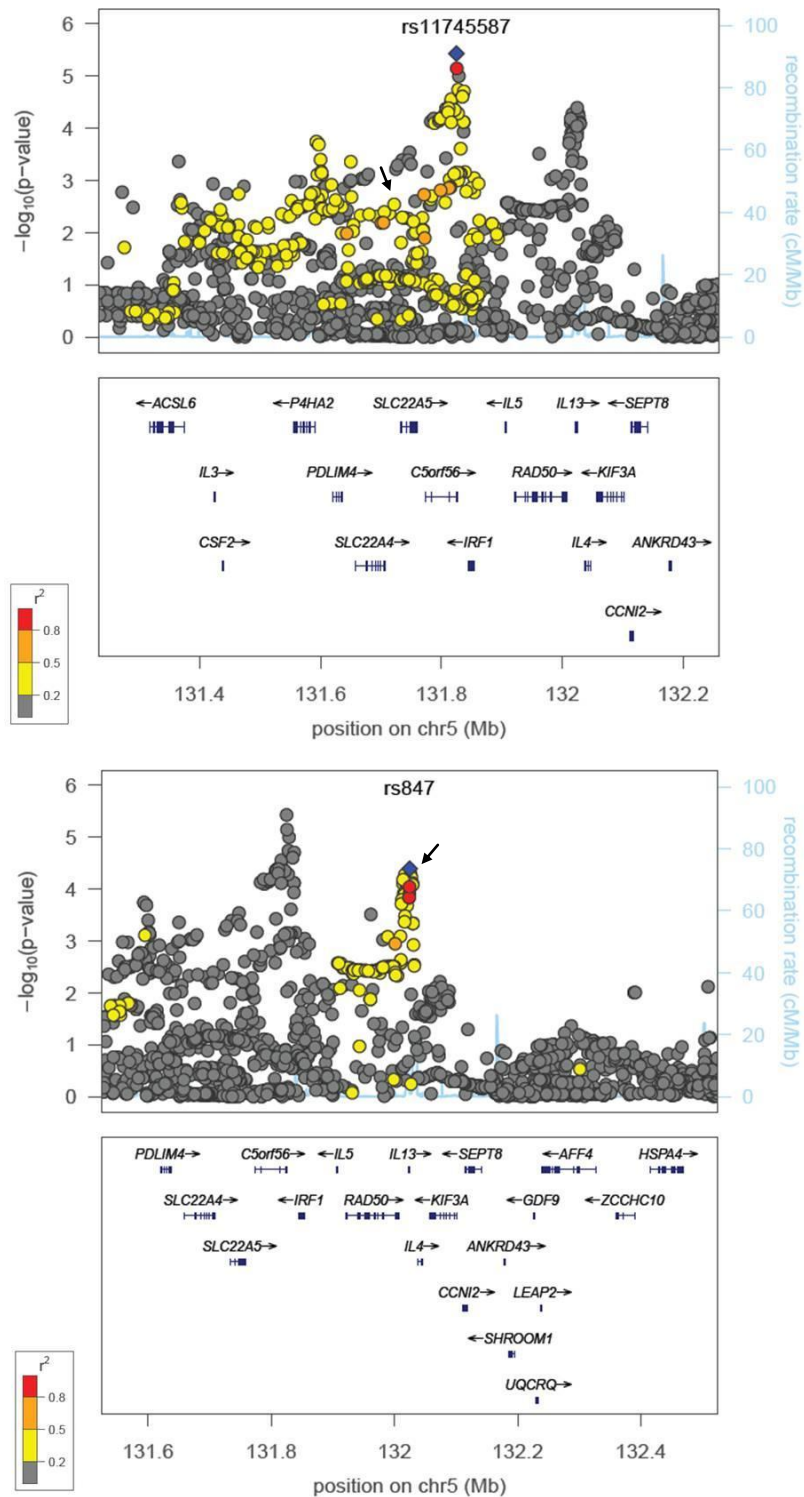 rs11745587
6
5
4
3
2
1
0
−log10(p−value)
100
80
60
40
20
0
recombination rate (cM/Mb)
←ACSL6
←P4HA2
SLC22A5→
←IL5
IL13→
←SEPT8
IL3→
PDLIM4→
C5orf56→
RAD50→
←KIF3A
CSF2→
SLC22A4→
←IRF1
IL4→
ANKRD43→
CCNI2→
r2
0.8
0.5
0.2
131.4
131.6
131.8
132
132.2
position on chr5 (Mb)
rs847
6
5
4
3
2
1
0
−log10(p−value)
100
80
60
40
20
0
recombination rate (cM/Mb)
PDLIM4→
C5orf56→
←IL5
IL13→
←SEPT8
←AFF4
HSPA4→
SLC22A4→
←IRF1
RAD50→
←KIF3A
←GDF9
←ZCCHC10
SLC22A5→
IL4→
ANKRD43→
CCNI2→
LEAP2→
←SHROOM1
UQCRQ→
r2
0.8
0.5
0.2
131.6
131.8
132
132.2
132.4
position on chr5 (Mb)